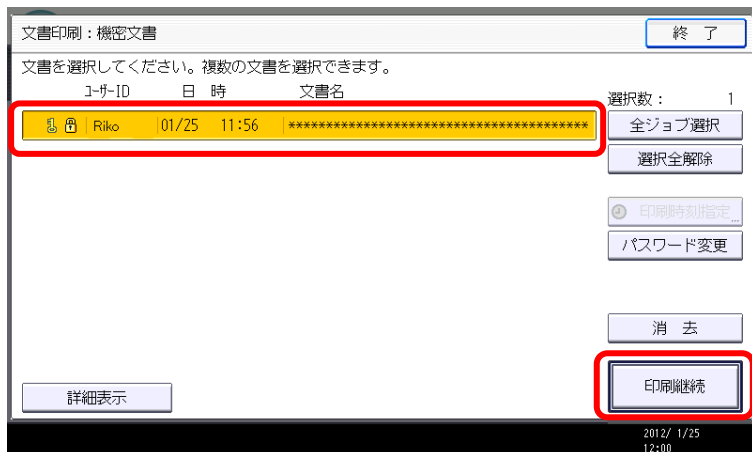 文書印刷：機密文書
終 了
文書を選択してください。複数の文書を選択できます。
ﾕｰｻﾞｰID 日 時 文書名
選択数： 1
Riko 01/25 11:56 ****************************************
全ジョブ選択
選択全解除
印刷時刻指定
パスワード変更
消 去
印刷継続
詳細表示
2012/ 1/25
12:00